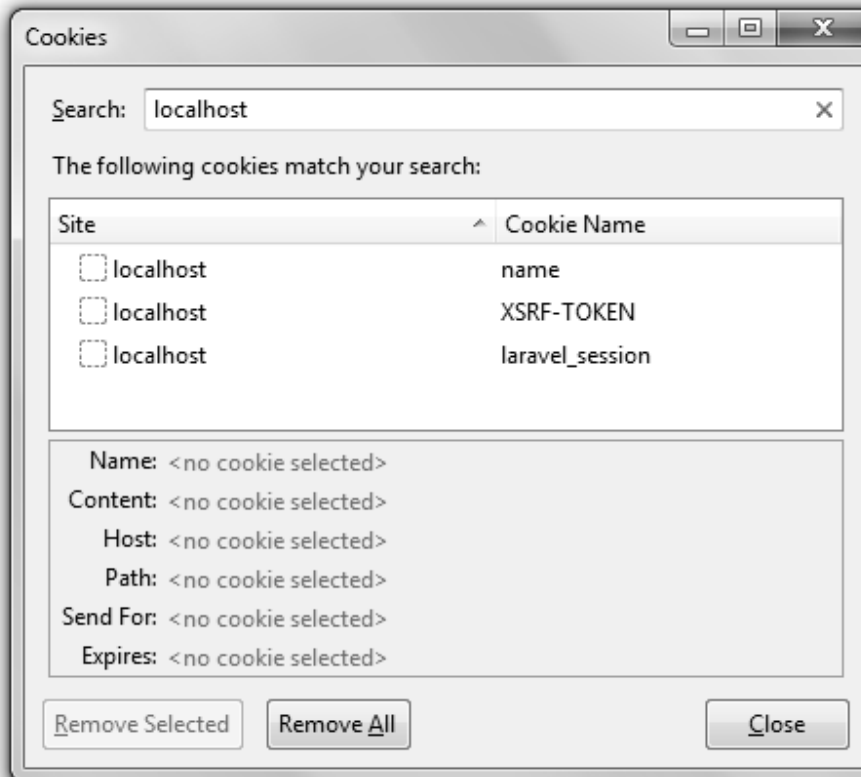 Cookies
Search: localhost
The following cookies match your search:
Site Cookie Name
localhost name
localhost XSRF-TOKEN
localhost laravel_session
Name: <no cookie selected>
Content: <no cookie selected>
Host: <no cookie selected>
Path: <no cookie selected>
Send For: <no cookie selected>
Expires: <no cookie selected>
Remove Selected Remove All Close